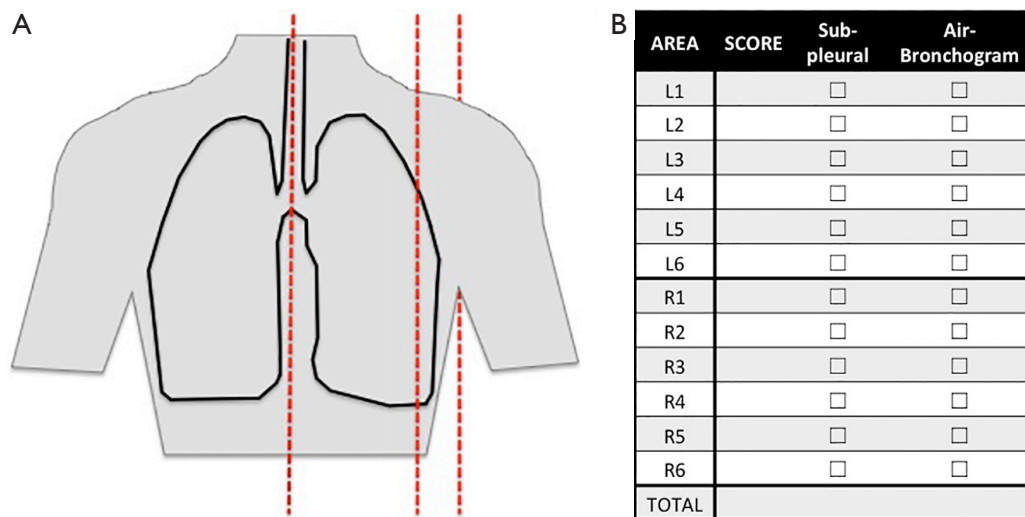 A
B
AREA SCORE Sub-pleural Air-Bronchogram
L1 ☐ ☐
L2 ☐ ☐
L3 ☐ ☐
L4 ☐ ☐
L5 ☐ ☐
L6 ☐ ☐
R1 ☐ ☐
R2 ☐ ☐
R3 ☐ ☐
R4 ☐ ☐
R5 ☐ ☐
R6 ☐ ☐
TOTAL